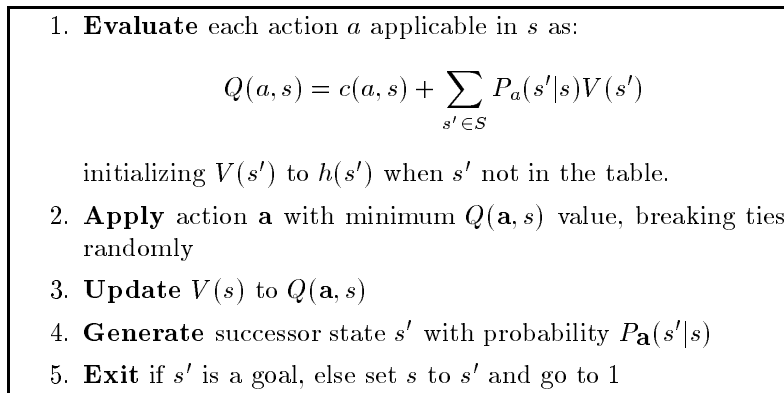 1. Evaluate each action a applicable in s as:
Q(a, s) = c(a, s) + ∑ P_a(s′|s)V(s′)
s′∈S
initializing V(s′) to h(s′) when s′ not in the table.
2. Apply action a with minimum Q(a, s) value, breaking ties
randomly
3. Update V(s) to Q(a, s)
4. Generate successor state s′ with probability P_a(s′|s)
5. Exit if s′ is a goal, else set s to s′ and go to 1